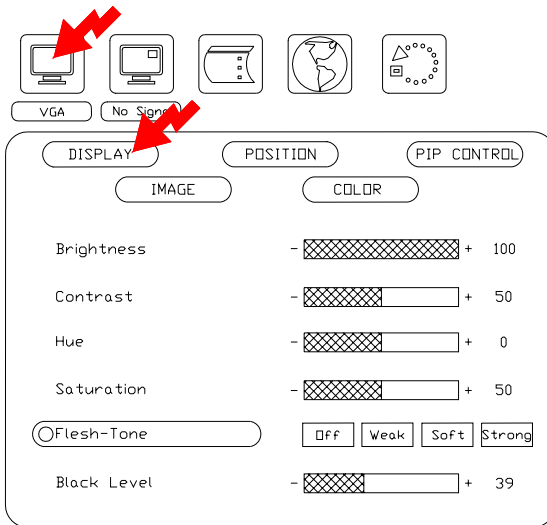 VGA No Signal
DISPLAY POSITION PIP CONTROL
IMAGE COLOR
Brightness - + 100
Contrast - + 50
Hue - + 0
Saturation - + 50
Flesh-Tone Off Weak Soft Strong
Black Level - + 39